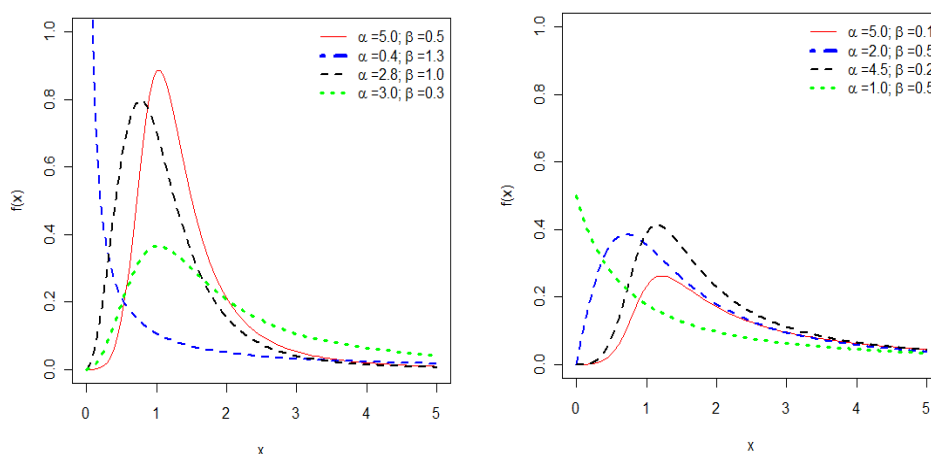 α =5.0; β =0.5
α =0.4; β =1.3
α =2.8; β =1.0
α =3.0; β =0.3
f(x)
0.0 0.2 0.4 0.6 0.8 1.0
0 1 2 3 4 5
x
α =5.0; β =0.1
α =2.0; β =0.5
α =4.5; β =0.2
α =1.0; β =0.5
f(x)
0.0 0.2 0.4 0.6 0.8 1.0
0 1 2 3 4 5
x